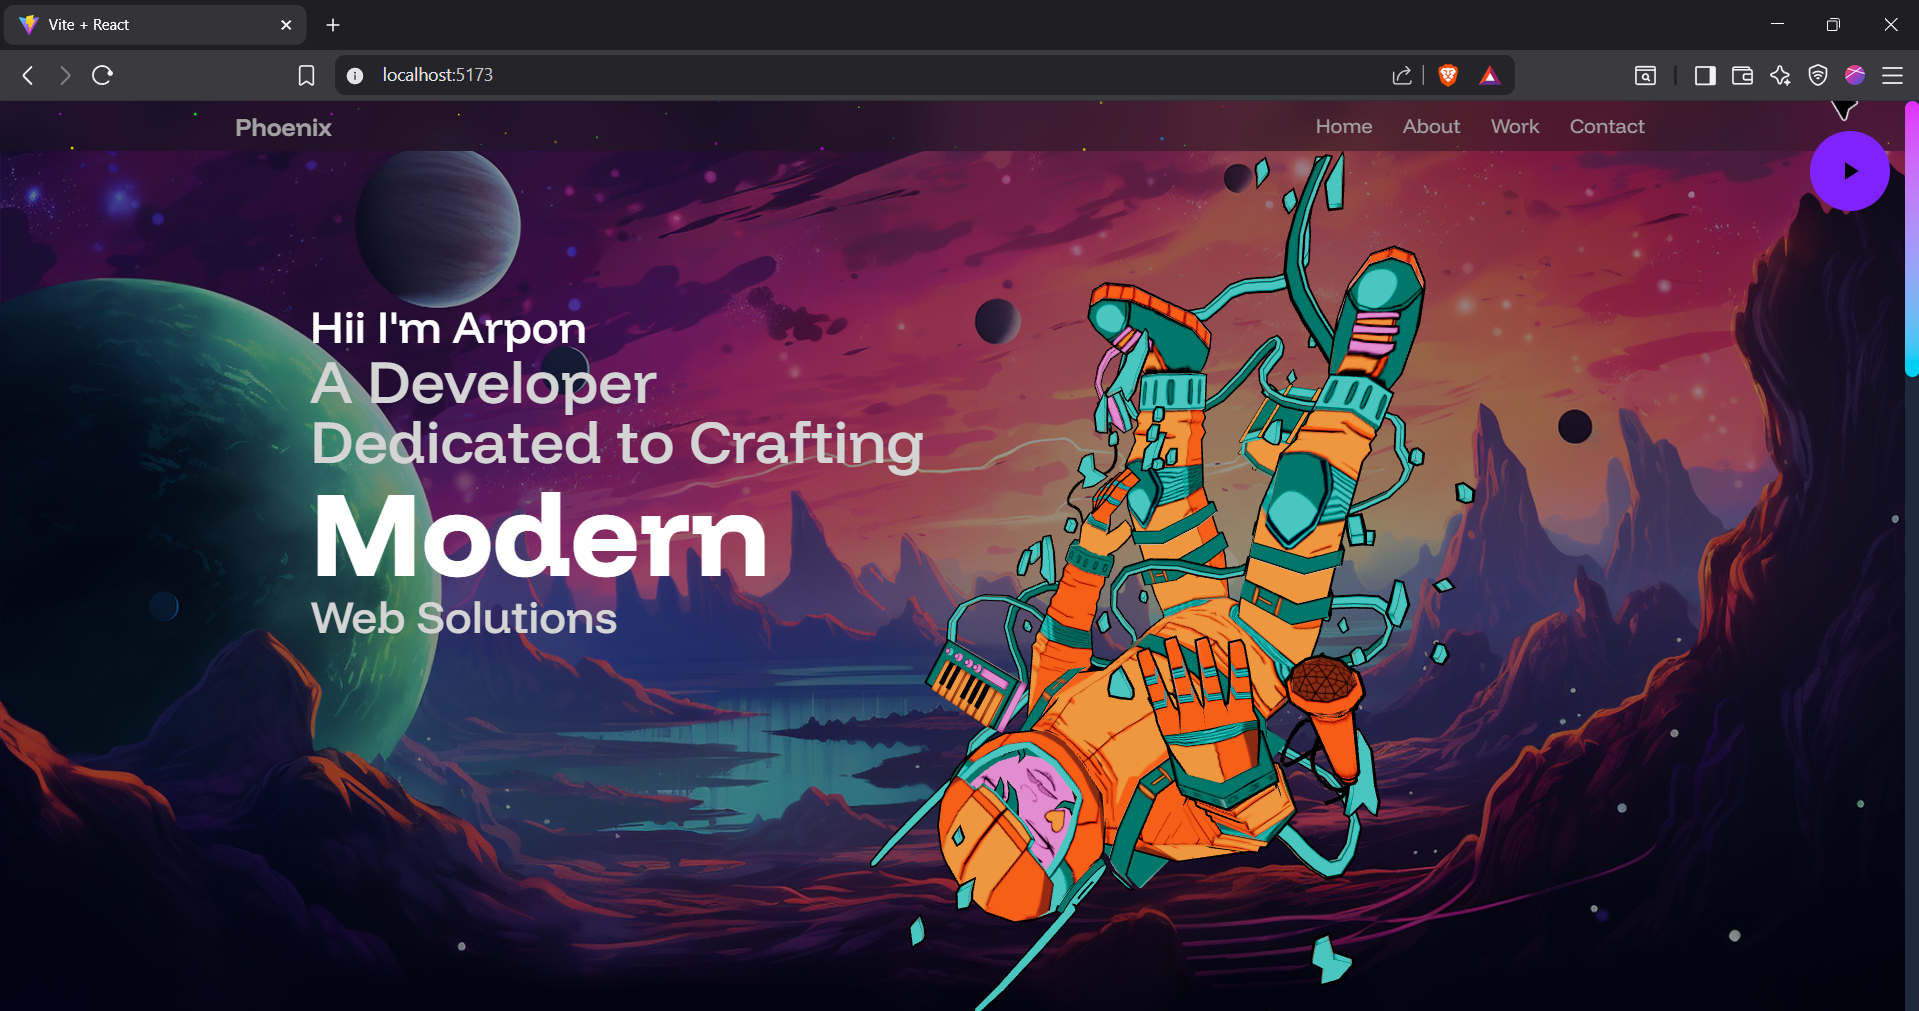 Vite + React
localhost:5173
Phoenix
Home About Work Contact
Hii I'm Arpon
A Developer
Dedicated to Crafting
Modern
Web Solutions